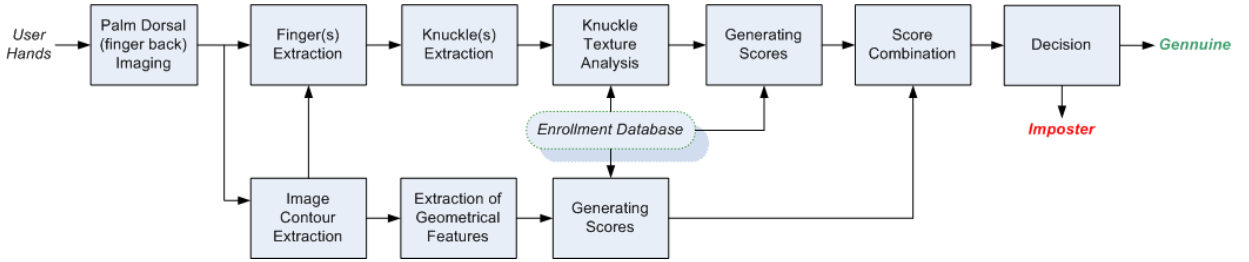 User
Hands
Palm Dorsal
(finger back)
Imaging
Finger(s)
Extraction
Knuckle(s)
Extraction
Knuckle
Texture
Analysis
Generating
Scores
Score
Combination
Decision
Gennuine
Imposter
Enrollment Database
Image
Contour
Extraction
Extraction of
Geometrical
Features
Generating
Scores